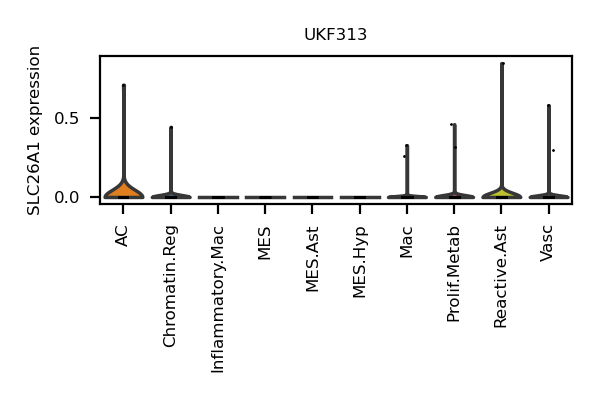 UKF313
SLC26A1 expression
0.5
0.0
AC
Chromatin.Reg
Inflammatory.Mac
MES
MES.Ast
MES.Hyp
Mac
Prolif.Metab
Reactive.Ast
Vasc